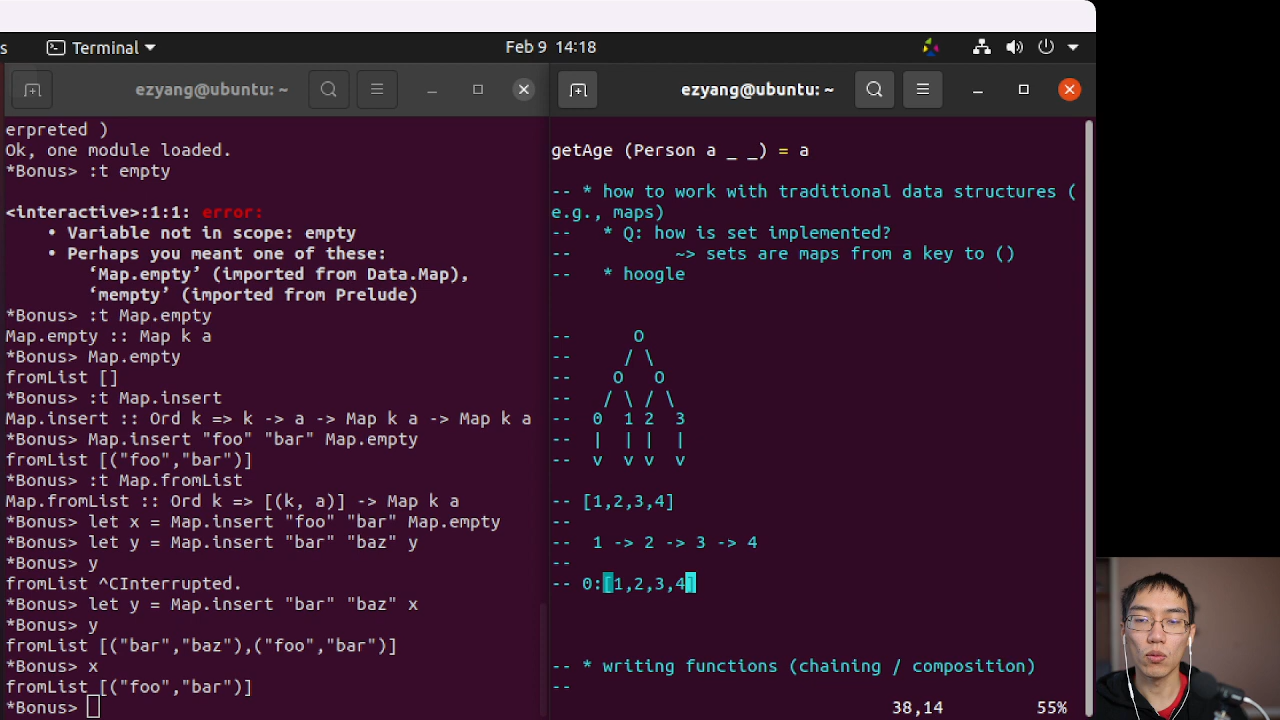 s Terminal Feb 9 14:18
ezyang@ubuntu: ~
erpreted )
Ok, one module loaded.
*Bonus> :t empty
<interactive>:1:1: error:
• Variable not in scope: empty
• Perhaps you meant one of these:
‘Map.empty’ (imported from Data.Map),
‘mempty’ (imported from Prelude)
*Bonus> :t Map.empty
Map.empty :: Map k a
*Bonus> Map.empty
fromList []
*Bonus> :t Map.insert
Map.insert :: Ord k => k -> a -> Map k a -> Map k a
*Bonus> Map.insert "foo" "bar" Map.empty
fromList [("foo","bar")]
*Bonus> :t Map.fromList
Map.fromList :: Ord k => [(k, a)] -> Map k a
*Bonus> let x = Map.insert "foo" "bar" Map.empty
*Bonus> let y = Map.insert "bar" "baz" y
*Bonus> y
fromList ^CInterrupted.
*Bonus> let y = Map.insert "bar" "baz" x
*Bonus> y
fromList [("bar","baz"),("foo","bar")]
*Bonus> x
fromList [("foo","bar")]
*Bonus>
ezyang@ubuntu: ~
getAge (Person a _ _) = a
-- * how to work with traditional data structures (
e.g., maps)
--   * Q: how is set implemented?
--          ~> sets are maps from a key to ()
--   * hoogle
--       O
--      / \
--     O   O
--    / \ / \
--   0  1 2  3
--   |  | |  |
--   v  v v  v
-- [1,2,3,4]
--
--  1 -> 2 -> 3 -> 4
--
-- 0:[1,2,3,4]
-- * writing functions (chaining / composition)
--
38,14 55%